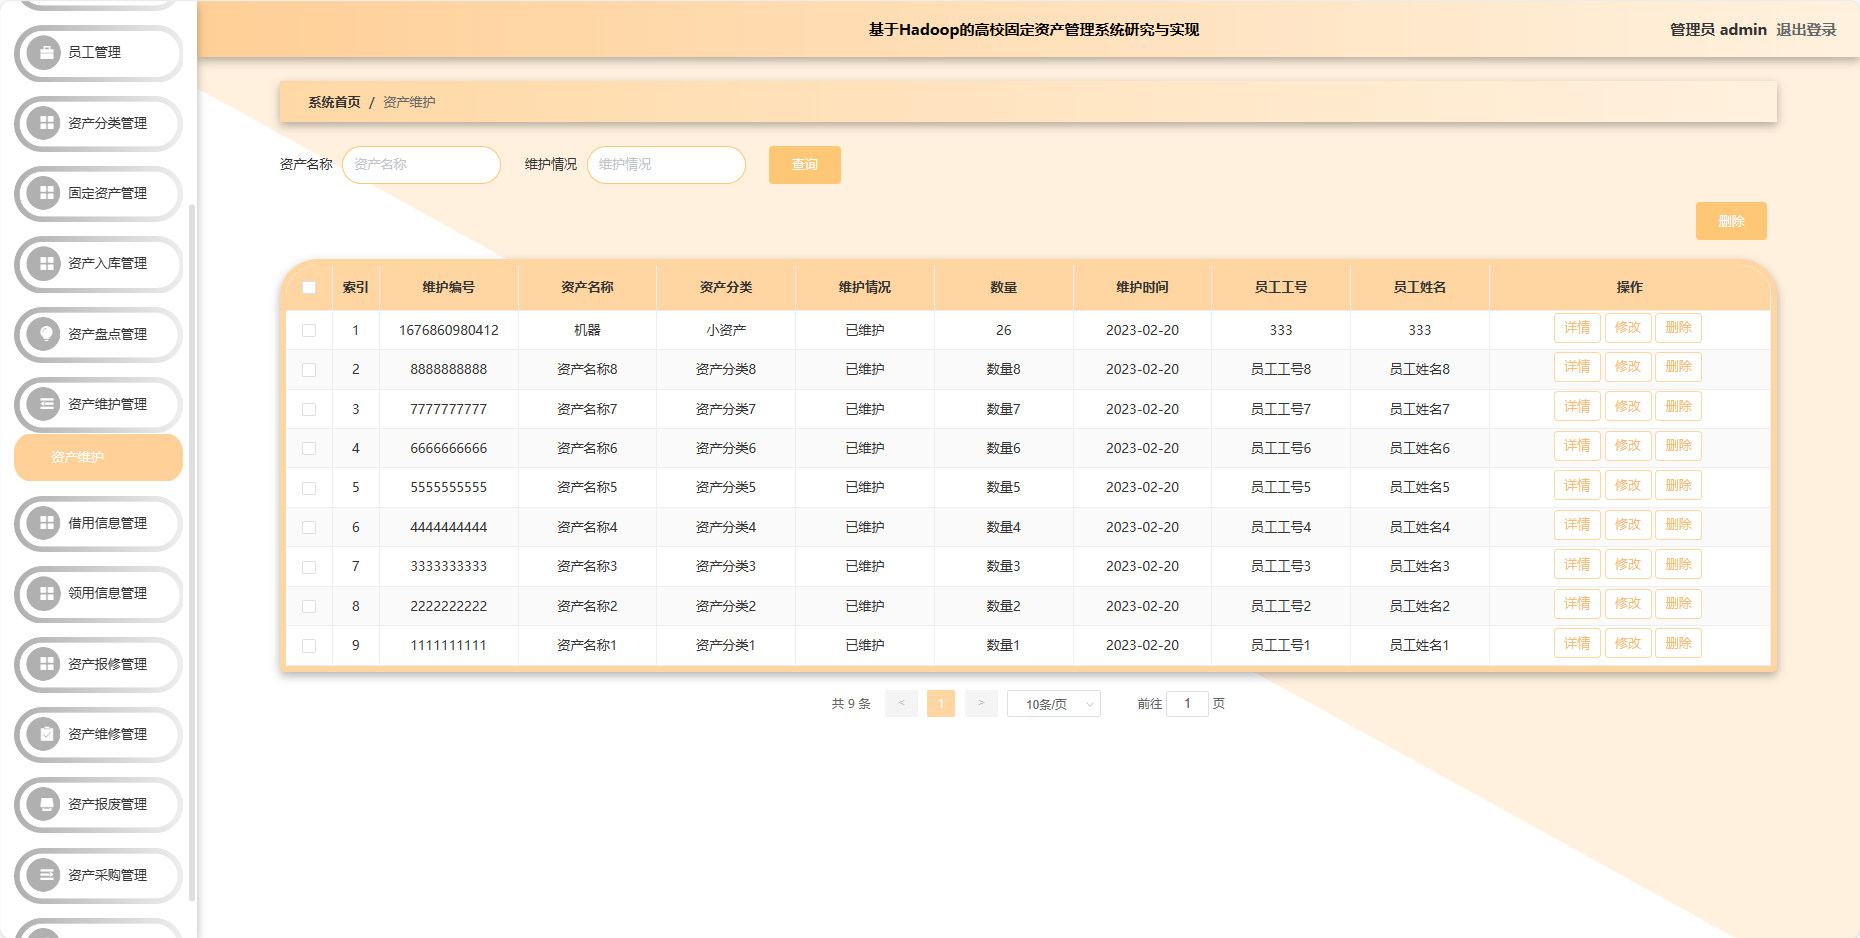 基于Hadoop的高校固定资产管理系统研究与实现
管理员 admin 退出登录
员工管理
资产分类管理
固定资产管理
资产入库管理
资产盘点管理
资产维护管理
资产维护
借用信息管理
领用信息管理
资产报修管理
资产维修管理
资产报废管理
资产采购管理
系统首页 / 资产维护
资产名称 资产名称 维护情况 维护情况 查询
删除
索引 维护编号 资产名称 资产分类 维护情况 数量 维护时间 员工工号 员工姓名 操作
1 1676860980412 机器 小资产 已维护 26 2023-02-20 333 333 详情 修改 删除
2 8888888888 资产名称8 资产分类8 已维护 数量8 2023-02-20 员工工号8 员工姓名8 详情 修改 删除
3 7777777777 资产名称7 资产分类7 已维护 数量7 2023-02-20 员工工号7 员工姓名7 详情 修改 删除
4 6666666666 资产名称6 资产分类6 已维护 数量6 2023-02-20 员工工号6 员工姓名6 详情 修改 删除
5 5555555555 资产名称5 资产分类5 已维护 数量5 2023-02-20 员工工号5 员工姓名5 详情 修改 删除
6 4444444444 资产名称4 资产分类4 已维护 数量4 2023-02-20 员工工号4 员工姓名4 详情 修改 删除
7 3333333333 资产名称3 资产分类3 已维护 数量3 2023-02-20 员工工号3 员工姓名3 详情 修改 删除
8 2222222222 资产名称2 资产分类2 已维护 数量2 2023-02-20 员工工号2 员工姓名2 详情 修改 删除
9 1111111111 资产名称1 资产分类1 已维护 数量1 2023-02-20 员工工号1 员工姓名1 详情 修改 删除
共 9 条 < 1 > 10条/页 前往 1 页